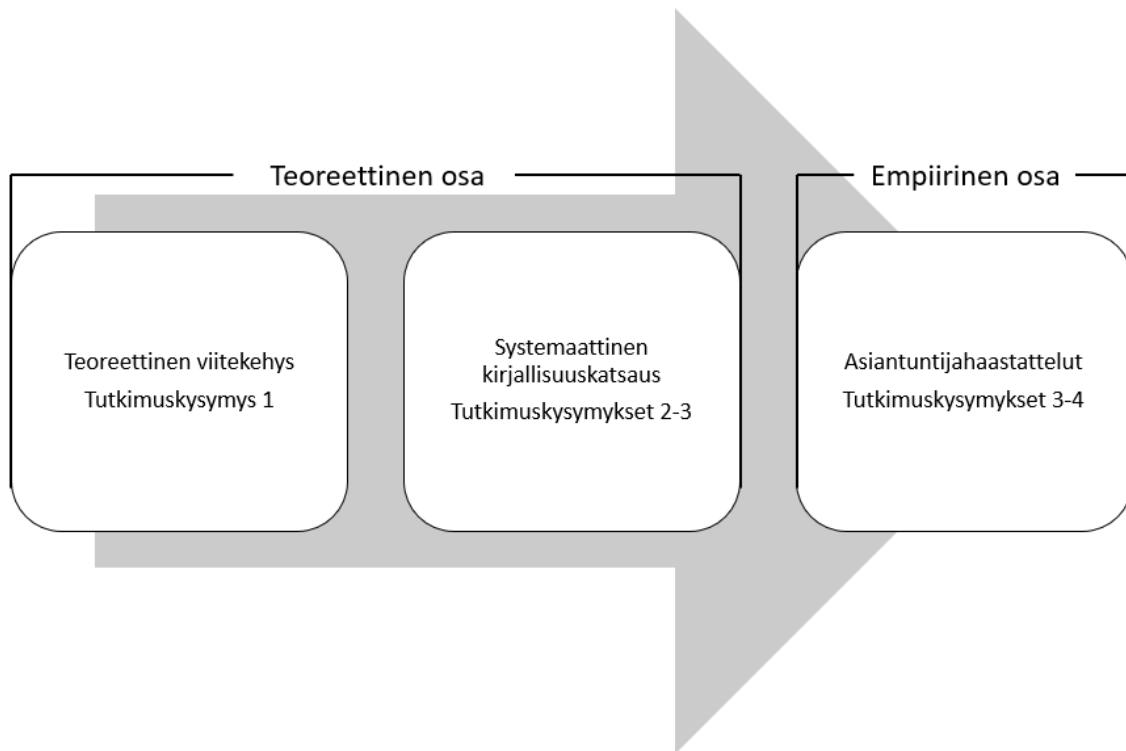 Teoreettinen osa
Empiirinen osa
Teoreettinen viitekehys
Tutkimuskysymys 1
Systemaattinen
kirjallisuuskatsaus
Tutkimuskysymykset 2-3
Asiantuntijahaastattelut
Tutkimuskysymykset 3-4